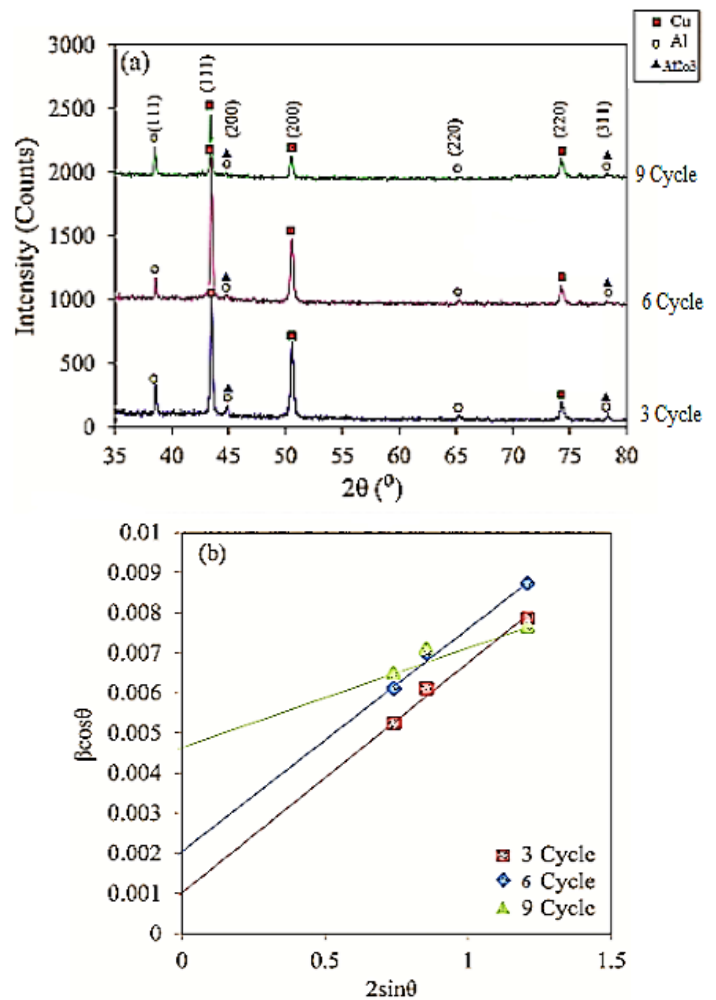 Cu
Al
Al2o3
(a)
3000
2500
2000
1500
1000
500
0
Intensity (Counts)
(111)
(111)
(200)
(200)
(220)
(220)
(311)
9 Cycle
6 Cycle
3 Cycle
35 40 45 50 55 60 65 70 75 80
2θ (⁰)
(b)
0.01
0.009
0.008
0.007
0.006
0.005
0.004
0.003
0.002
0.001
0
βcosθ
3 Cycle
6 Cycle
9 Cycle
0 0.5 1 1.5
2sinθ